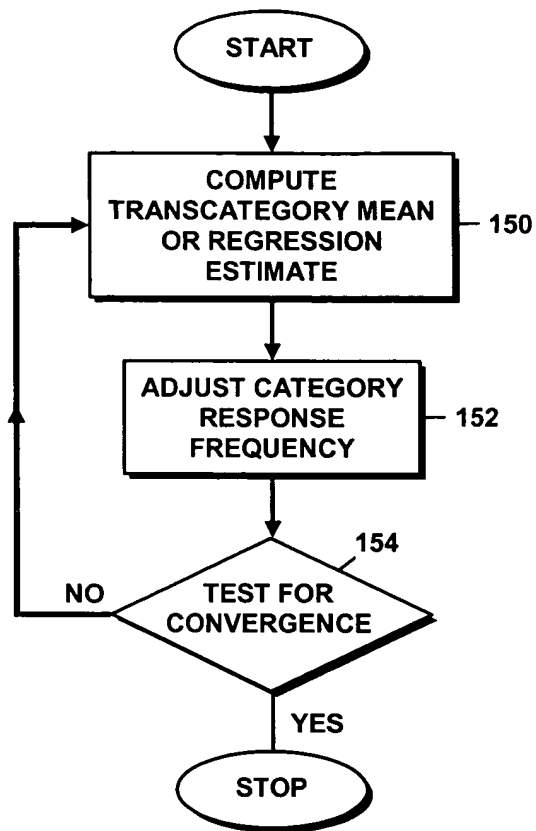 START
COMPUTE
TRANSCATEGORY MEAN
OR REGRESSION
ESTIMATE
150
ADJUST CATEGORY
RESPONSE
FREQUENCY
152
154
TEST FOR
CONVERGENCE
NO
YES
STOP